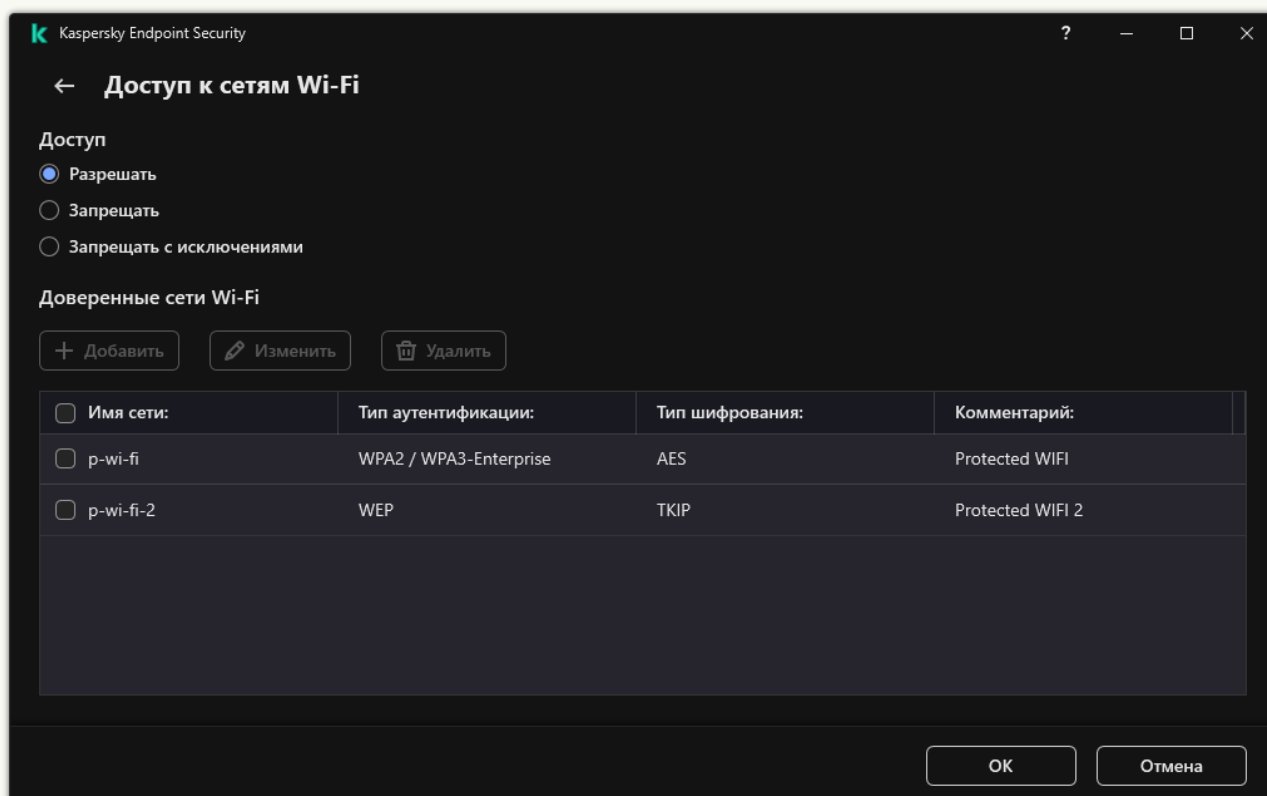 Kaspersky Endpoint Security ?
Доступ к сетям Wi-Fi
Доступ
Разрешать
Запрещать
Запрещать с исключениями
Доверенные сети Wi-Fi
Добавить Изменить Удалить
Имя сети: Тип аутентификации: Тип шифрования: Комментарий:
p-wi-fi WPA2 / WPA3-Enterprise AES Protected WIFI
p-wi-fi-2 WEP TKIP Protected WIFI 2
ОК Отмена